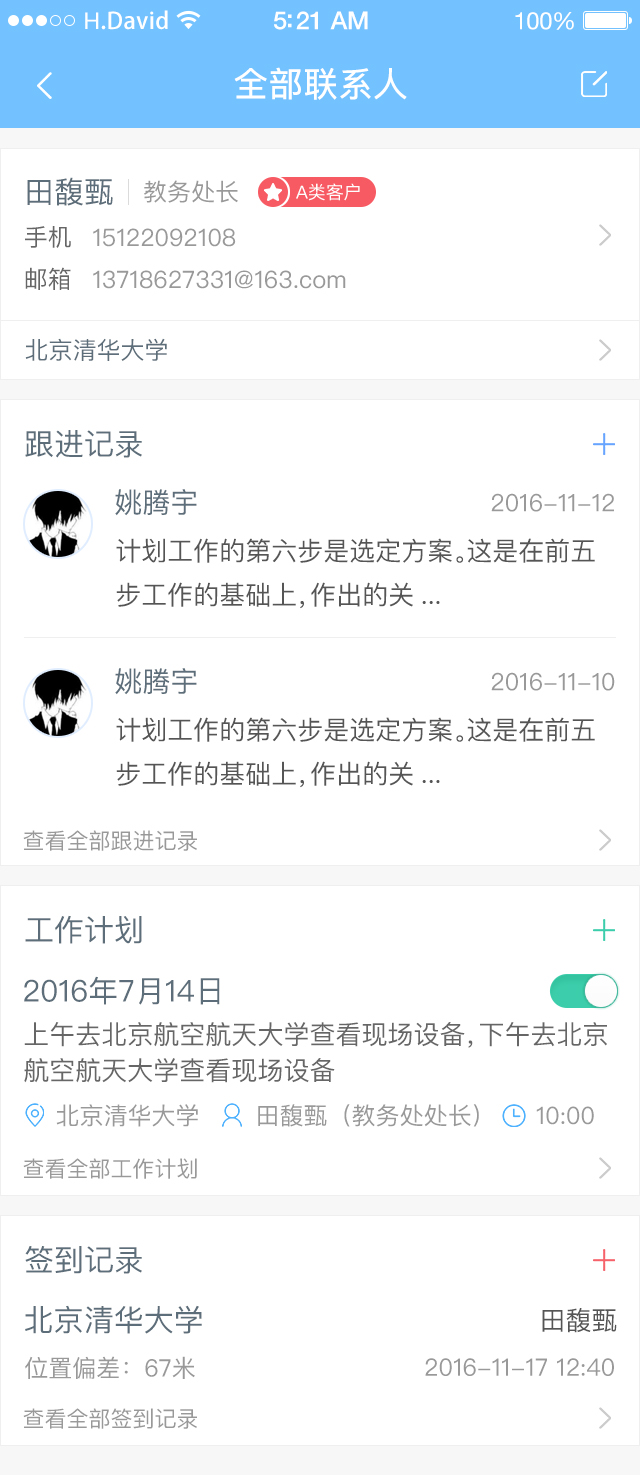 H.David 5:21 AM 100%
全部联系人
田馥甄 教务处长 A类客户
手机 15122092108
邮箱 13718627331@163.com
北京清华大学
跟进记录
姚腾宇 2016-11-12
计划工作的第六步是选定方案。这是在前五
步工作的基础上,作出的关 ...
姚腾宇 2016-11-10
计划工作的第六步是选定方案。这是在前五
步工作的基础上,作出的关 ...
查看全部跟进记录
工作计划
2016年7月14日
上午去北京航空航天大学查看现场设备,下午去北京
航空航天大学查看现场设备
北京清华大学 田馥甄（教务处处长） 10:00
查看全部工作计划
签到记录
北京清华大学 田馥甄
位置偏差：67米 2016-11-17 12:40
查看全部签到记录